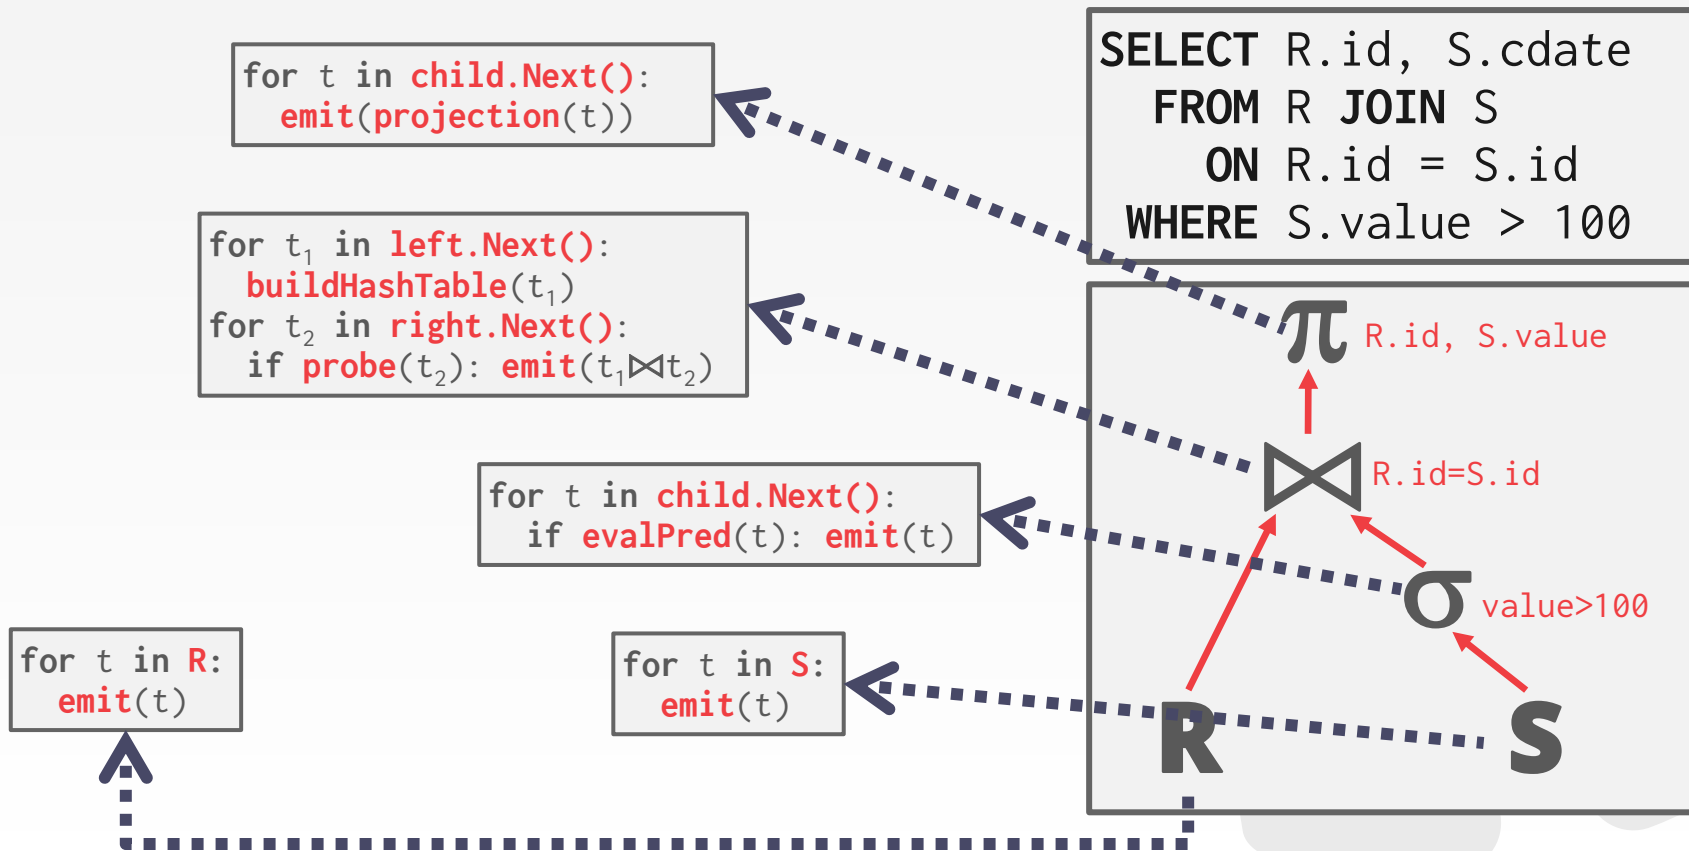 SELECT R.id, S.cdate
FROM R JOIN S
ON R.id = S.id
WHERE S.value > 100
for t in child.Next():
emit(projection(t))
for t₁ in left.Next():
buildHashTable(t₁)
for t₂ in right.Next():
if probe(t₂): emit(t₁⋈t₂)
for t in child.Next():
if evalPred(t): emit(t)
for t in R:
emit(t)
for t in S:
emit(t)
π R.id, S.value
⋈ R.id=S.id
σ value>100
R S